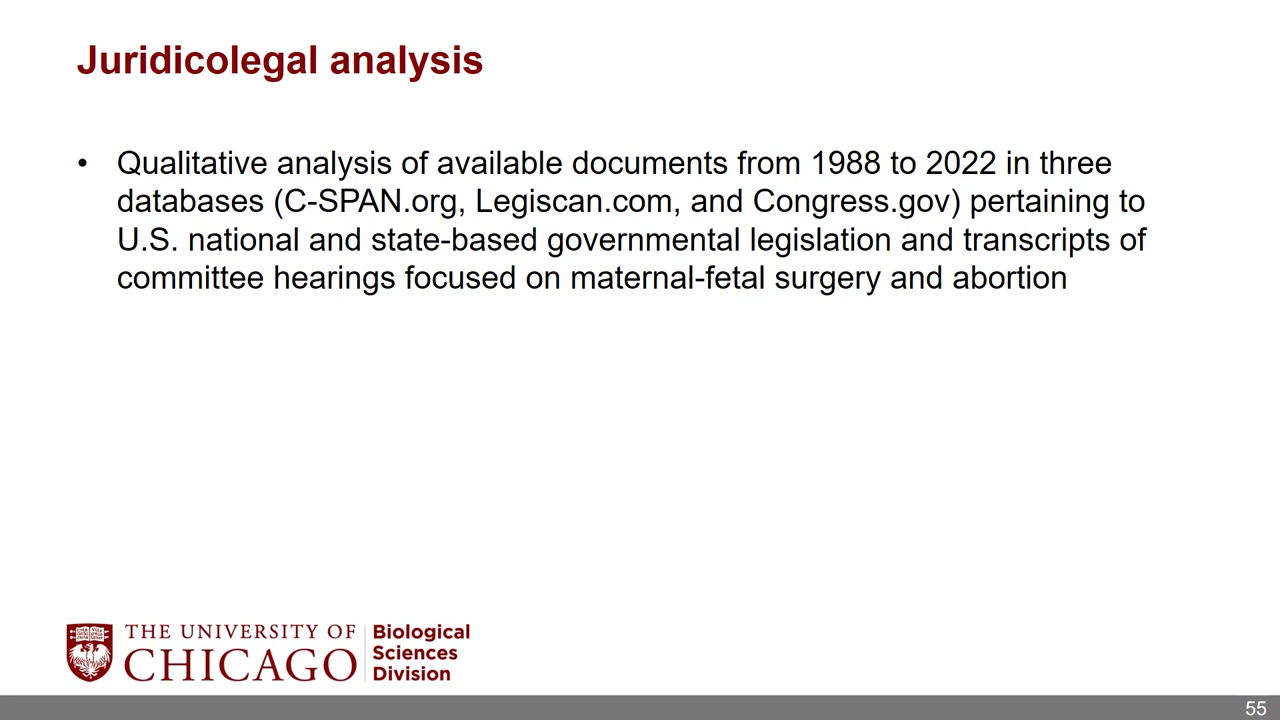 Juridicolegal analysis
• Qualitative analysis of available documents from 1988 to 2022 in three
databases (C-SPAN.org, Legiscan.com, and Congress.gov) pertaining to
U.S. national and state-based governmental legislation and transcripts of
committee hearings focused on maternal-fetal surgery and abortion
THE UNIVERSITY OF
CHICAGO
Biological
Sciences
Division
55